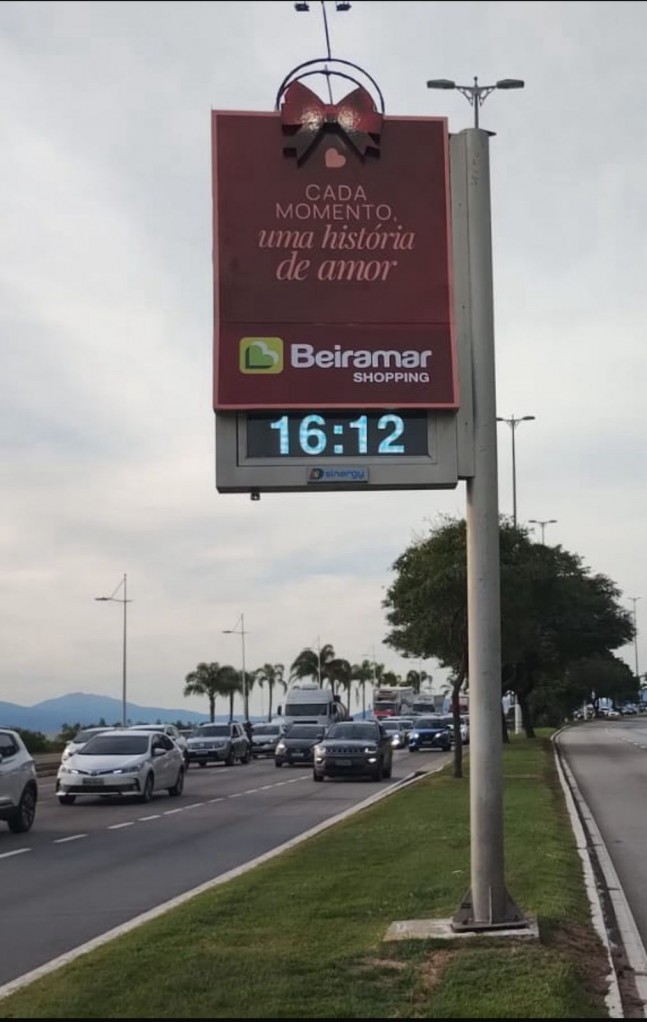 CADA
MOMENTO,
uma história
de amor
Beiramar
SHOPPING
16:12
sinergy